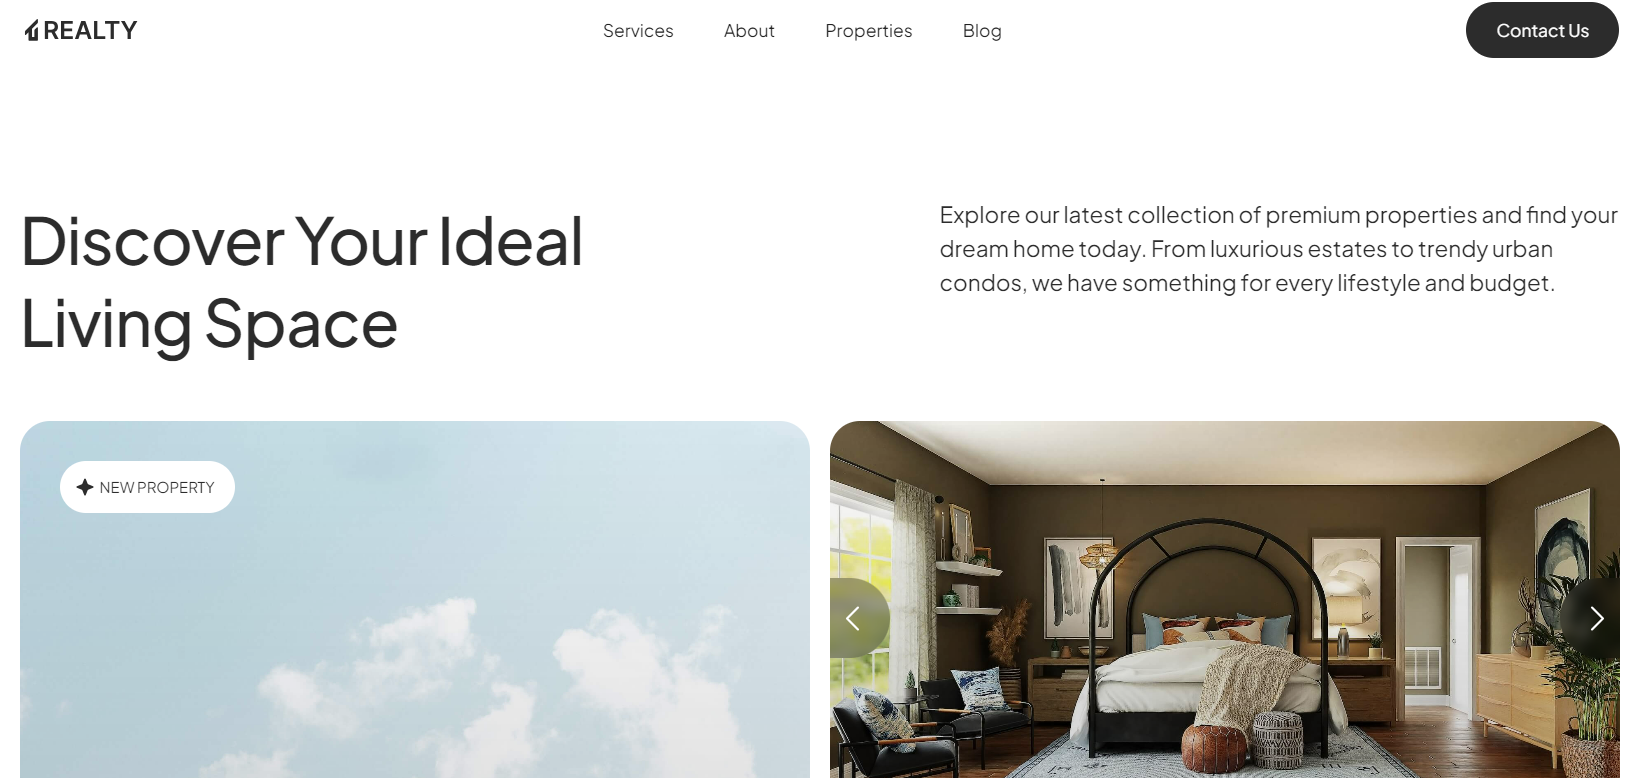 REALTY
Services
About
Properties
Blog
Contact Us
Discover Your Ideal
Living Space
Explore our latest collection of premium properties and find your
dream home today. From luxurious estates to trendy urban
condos, we have something for every lifestyle and budget.
NEW PROPERTY